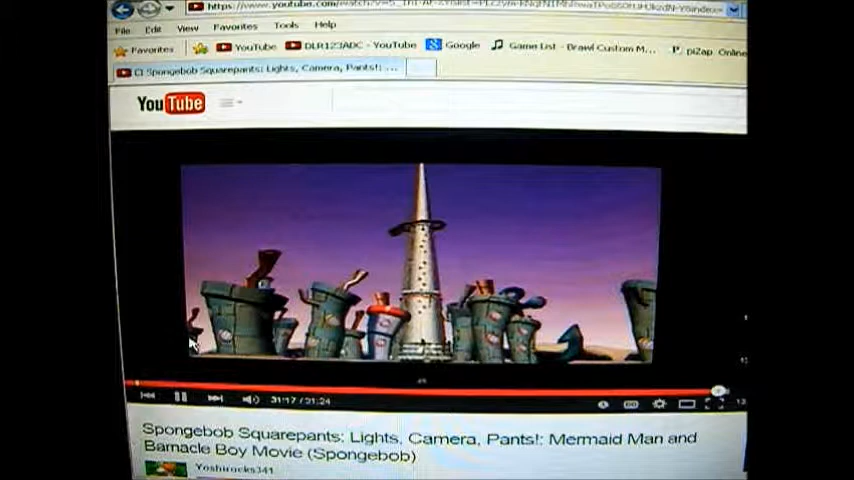 File Edit View Favorites Tools Help
Favorites YouTube DLR123ADC - YouTube Google Game List - Brawl Custom M... piZap Online
Spongebob Squarepants: Lights, Camera, Pants!: ...
YouTube
31:17 / 31:24
Spongebob Squarepants: Lights, Camera, Pants!: Mermaid Man and
Barnacle Boy Movie (Spongebob)
Yoshirocks341